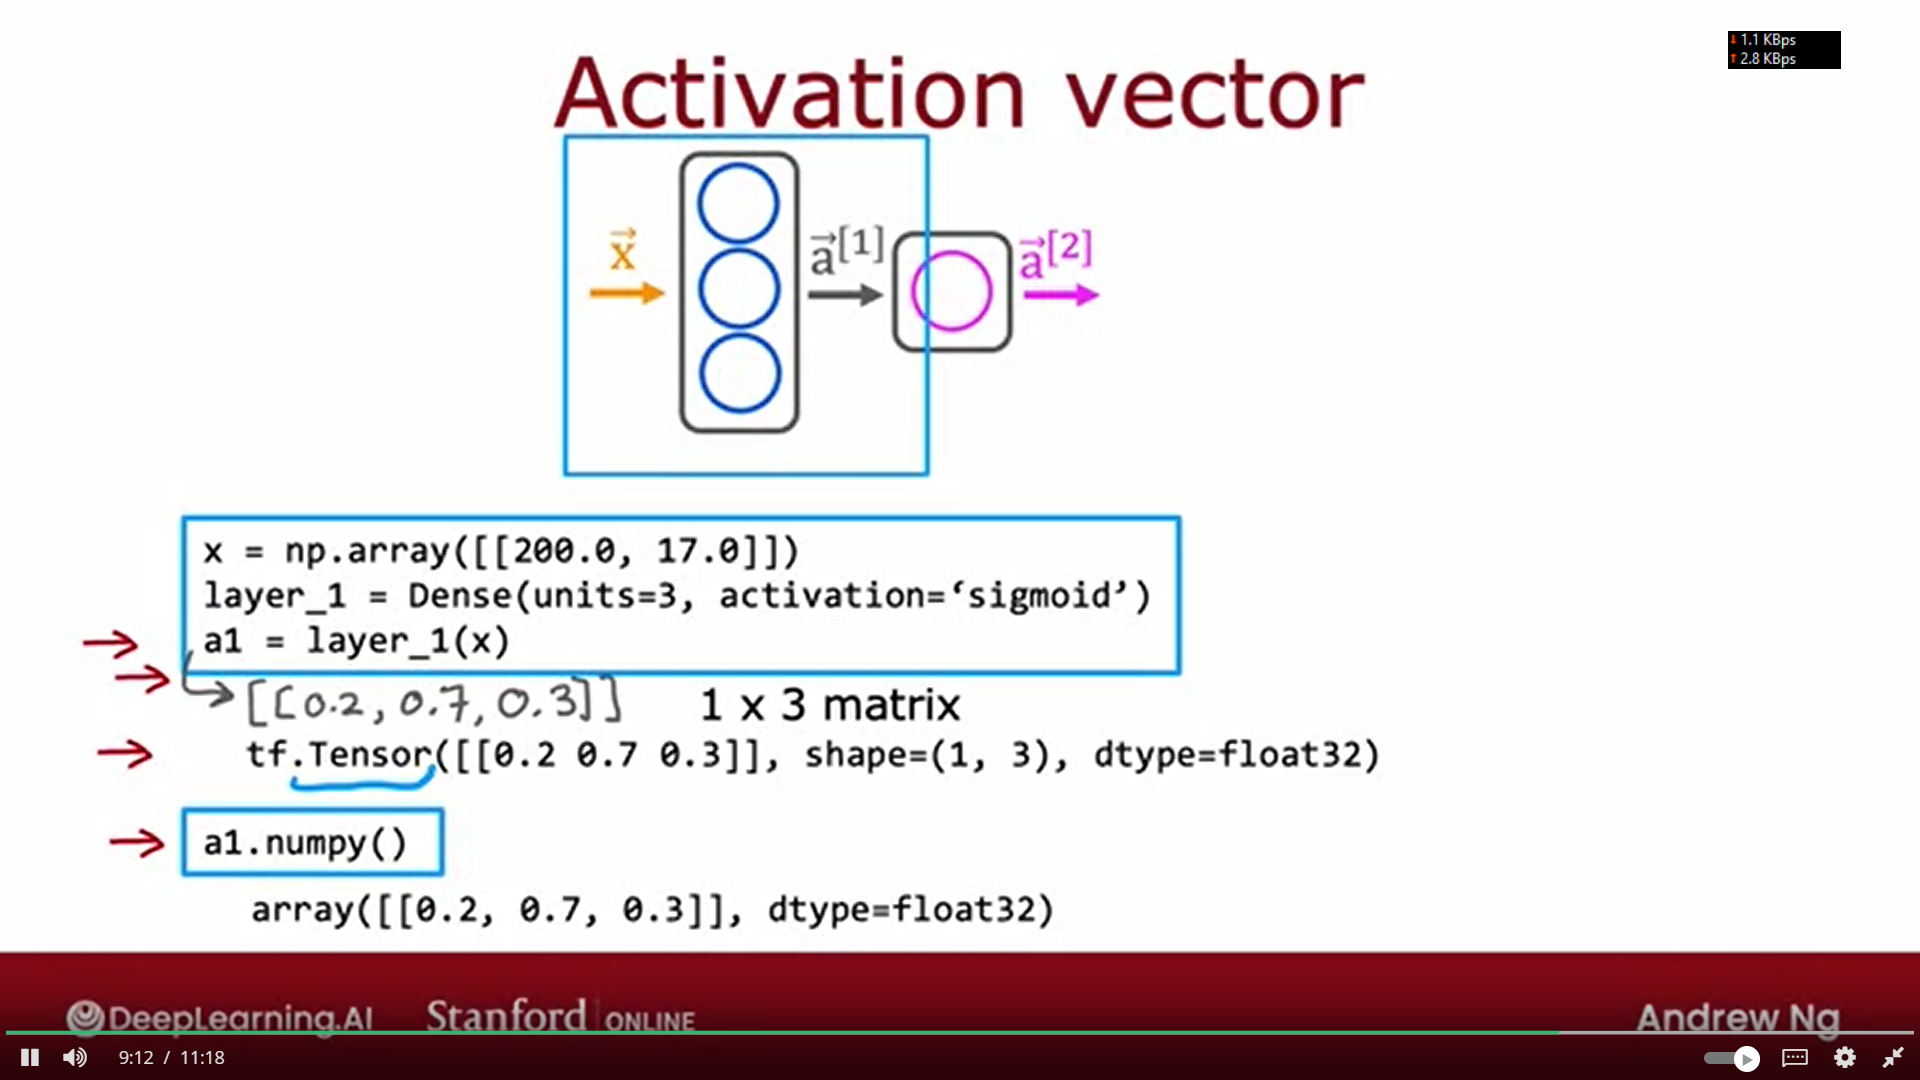 ↓ 1.1 KBps
↑ 2.8 KBps
Activation vector
x⃗
a⃗[1]
a⃗[2]
x = np.array([[200.0, 17.0]])
layer_1 = Dense(units=3, activation=‘sigmoid’)
a1 = layer_1(x)
[[0.2, 0.7, 0.3]] 1 x 3 matrix
tf.Tensor([[0.2 0.7 0.3]], shape=(1, 3), dtype=float32)
a1.numpy()
array([[0.2, 0.7, 0.3]], dtype=float32)
DeepLearning.AI Stanford ONLINE Andrew Ng
9:12 / 11:18